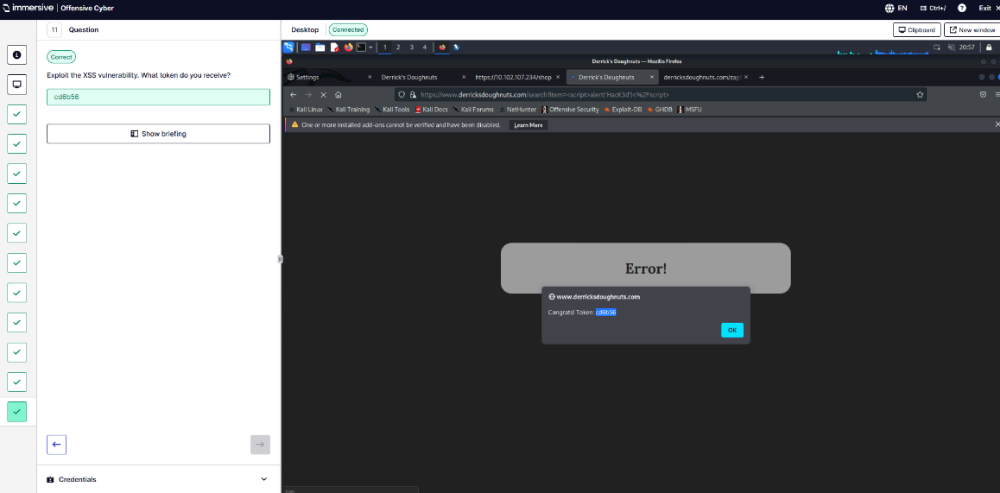 immersive | Offensive Cyber
EN
Ctrl+/
?
Exit
11 Question
Correct
Exploit the XSS vulnerability. What token do you receive?
cd6b56
Show briefing
Credentials
Desktop Connected
Clipboard
New window
1 2 3 4
20:57
Derrick's Doughnuts — Mozilla Firefox
Settings
Derrick's Doughnuts
https://10.102.107.234/shop
Derrick's Doughnuts
derricksdoughnuts.com/zap
https://www.derricksdoughnuts.com/search?item=<script>alert('HacK3d')<%2Fscript>
Kali Linux Kali Training Kali Tools Kali Docs Kali Forums NetHunter Offensive Security Exploit-DB GHDB MSFU
One or more installed add-ons cannot be verified and have been disabled. Learn More
Error!
www.derricksdoughnuts.com
Congrats! Token: cd6b56
OK